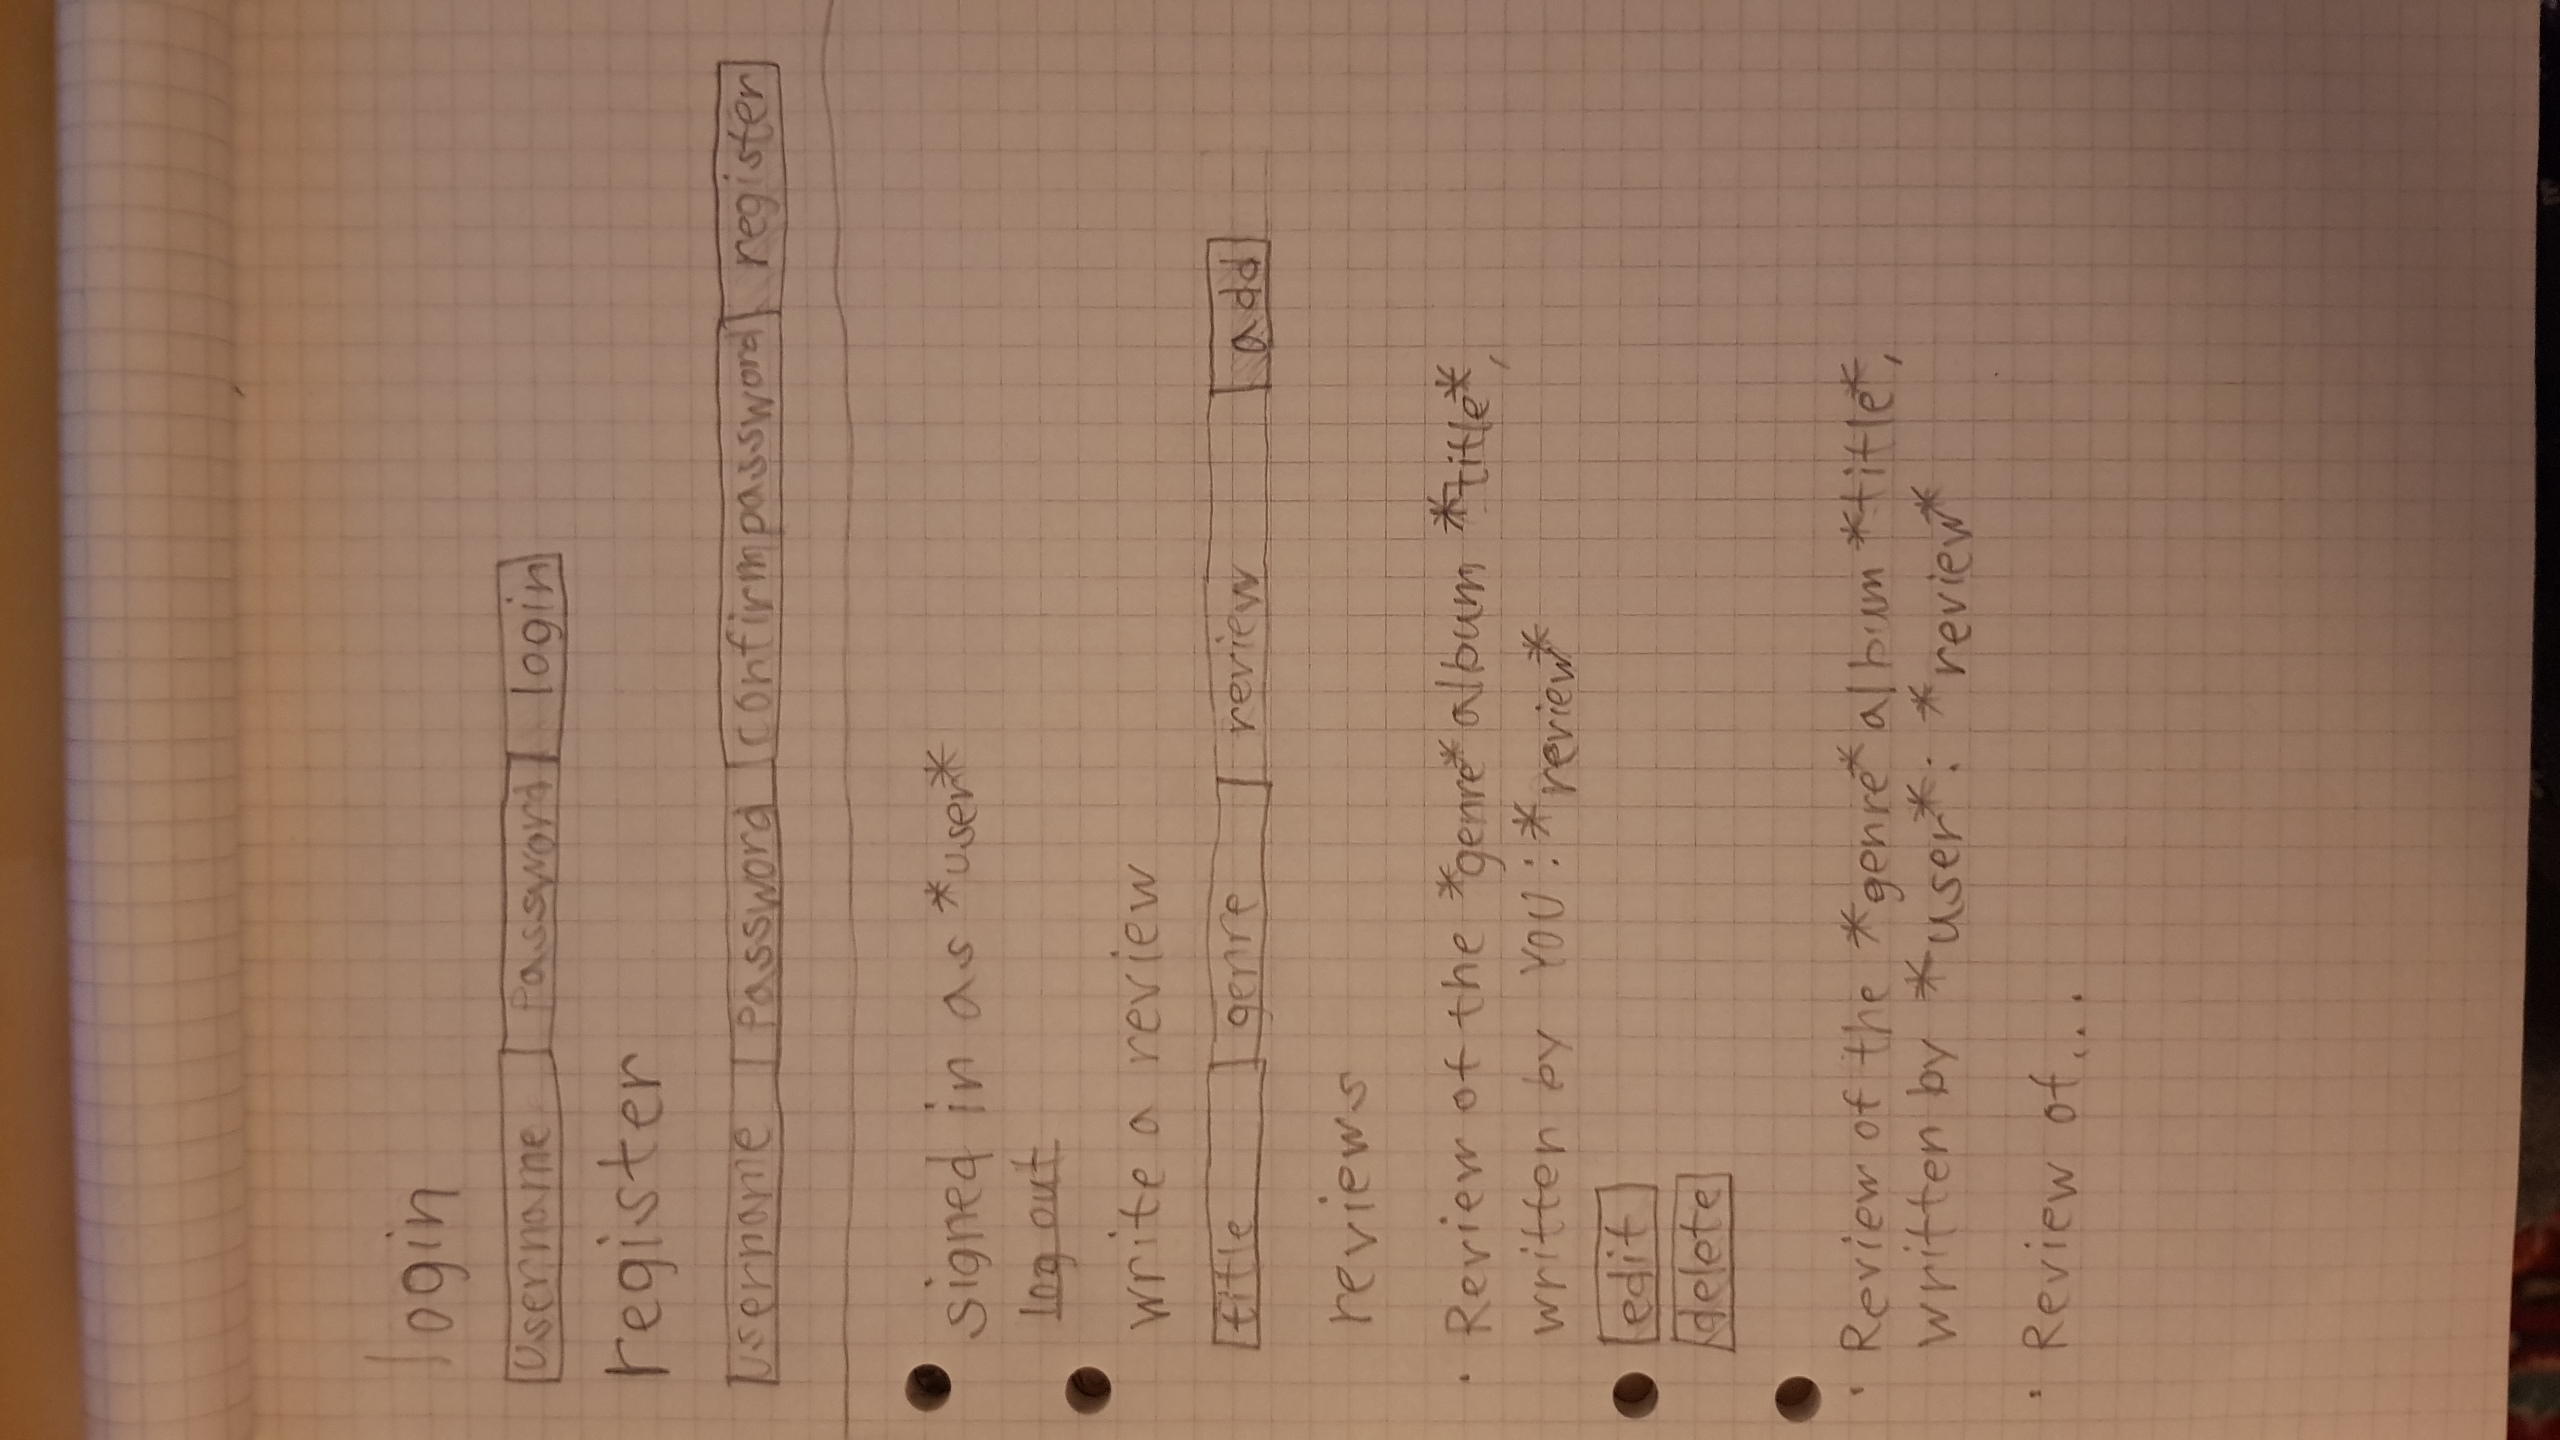 login
Username Password login
register
Username Password confirm password register
signed in as *user*
log out
write a review
title genre review add
reviews
· Review of the *genre* album *title*,
written by YOU: *review*
edit
delete
· Review of the *genre* album *title*,
written by *user*: *review*
· Review of...